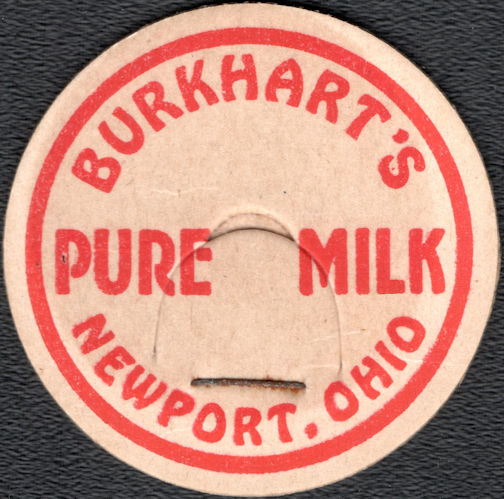 BURKHART'S
PURE MILK
NEWPORT, OHIO